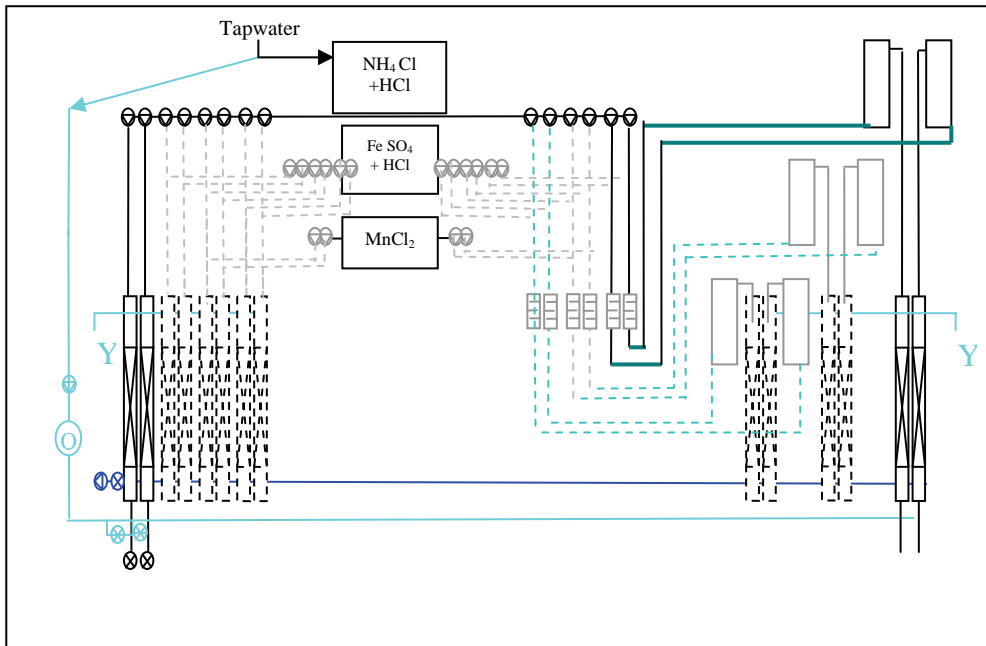 Tapwater
NH₄ Cl
+HCl
Fe SO₄
+ HCl
MnCl₂
Y
Y
O